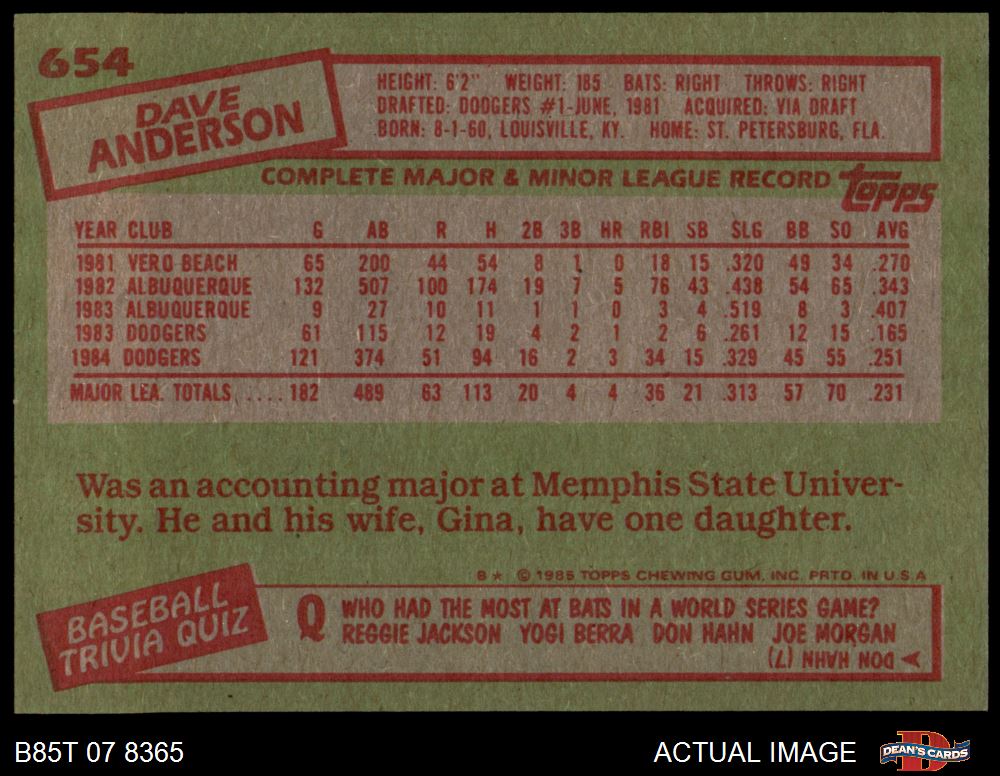 654
DAVE
ANDERSON
HEIGHT: 6'2" WEIGHT: 185 BATS: RIGHT THROWS: RIGHT
DRAFTED: DODGERS #1-JUNE, 1981 ACQUIRED: VIA DRAFT
BORN: 8-1-60, LOUISVILLE, KY. HOME: ST. PETERSBURG, FLA.
COMPLETE MAJOR & MINOR LEAGUE RECORD topps
YEAR CLUB G AB R H 2B 3B HR RBI SB SLG BB SO AVG
1981 VERO BEACH 65 200 44 54 8 1 0 18 15 .320 49 34 .270
1982 ALBUQUERQUE 132 507 100 174 19 7 5 76 43 .438 54 65 .343
1983 ALBUQUERQUE 9 27 10 11 1 1 0 3 4 .519 8 3 .407
1983 DODGERS 61 115 12 19 4 2 1 2 6 .261 12 15 .165
1984 DODGERS 121 374 51 94 16 2 3 34 15 .329 45 55 .251
MAJOR LEA. TOTALS .... 182 489 63 113 20 4 4 36 21 .313 57 70 .231
Was an accounting major at Memphis State Univer-
sity. He and his wife, Gina, have one daughter.
B★ © 1985 TOPPS CHEWING GUM, INC. PRTD. IN U.S.A
BASEBALL
TRIVIA QUIZ
Q WHO HAD THE MOST AT BATS IN A WORLD SERIES GAME?
REGGIE JACKSON YOGI BERRA DON HAHN JOE MORGAN
DON HAHN (7)
B85T 07 8365
ACTUAL IMAGE
D
DEAN'S CARDS